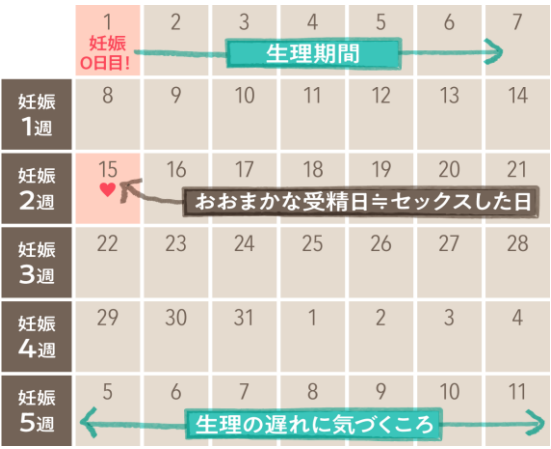 1 2 3 4 5 6 7
妊娠
0日目!
生理期間
妊娠
1週
8 9 10 11 12 13 14
妊娠
2週
15 16 17 18 19 20 21
おおまかな受精日≒セックスした日
妊娠
3週
22 23 24 25 26 27 28
妊娠
4週
29 30 31 1 2 3 4
妊娠
5週
5 6 7 8 9 10 11
生理の遅れに気づくころ